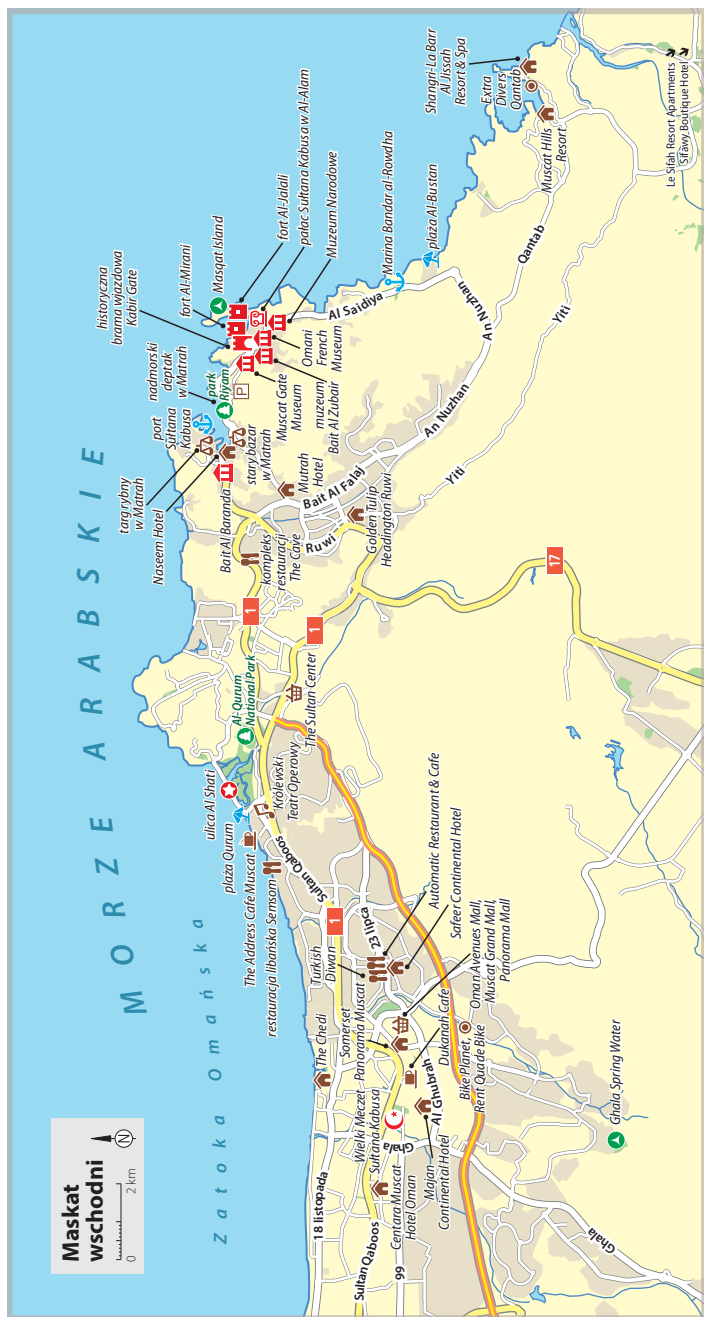 Maskat
wschodni
0
2 km
N
MORZE ARABSKIE
Zatoka Omańska
18 listopada
Sultan Qaboos
99
Centara Muscat
Hotel Oman
Wielki Meczet
Sułtana Kabusa
Ghala
Majan
Continental Hotel
Al Ghubrah
Ghala
Ghala Spring Water
The Chedi
Somerset
Panorama Muscat
Dukanah Cafe
Bike Planet,
Rent Quade Bike
Oman Avenues Mall,
Muscat Grand Mall,
Panorama Mall
Turkish
Diwan
23 lipca
Safeer Continental Hotel
Automatic Restaurant & Cafe
1
Sultan Qaboos
restauracja libańska Semsom
The Address Cafe Muscat
plaża Qurum
ulica Al Shati
Królewski
Teatr Operowy
Al-Qurum
National Park
The Sultan Center
1
1
17
kompleks
restauracji
The Cave
Ruwi
Golden Tulip
Headington Ruwi
Bait Al Falaj
Mutrah
Hotel
Bait Al Baranda
Naseem Hotel
targ rybny
w Matrah
port
Sułtana
Kabusa
stary bazar
w Matrah
nadmorski
deptak
w Matrah
park
Riyam
P
Muscat Gate
Museum
muzeum
Bait Al Zubair
Omani
French
Museum
historyczna
brama wjazdowa
Kabir Gate
fort Al-Mirani
Masqat Island
fort Al-Jalali
pałac Sułtana Kabusa w Al-Alam
Muzeum Narodowe
Al Saidiya
Marina Bandar al-Rowdha
plaża Al-Bustan
An Nuzhan
An Nuzhan
Yiti
Yiti
Qantab
Muscat Hills
Resort
Extra
Divers
Qantab
Shangri-La Barr
Al Jissah
Resort & Spa
Le Sifah Resort Apartments
Sifawy Boutique Hotel